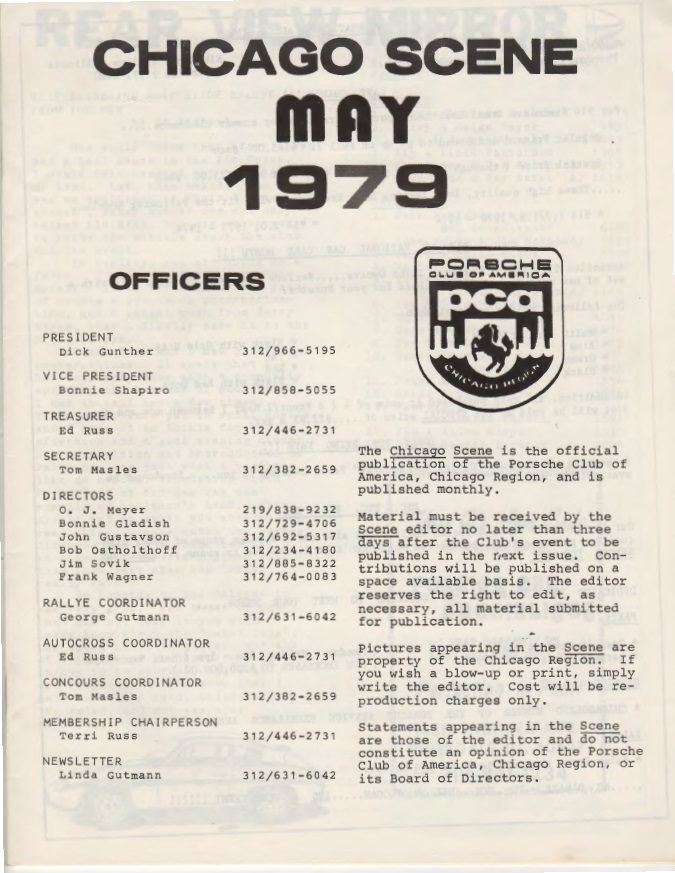 CHICAGO SCENE
MAY
1979
OFFICERS
PORSCHE
CLUB OF AMERICA
pca
CHICAGO REGION
PRESIDENT
Dick Gunther 312/966-5195
VICE PRESIDENT
Bonnie Shapiro 312/858-5055
TREASURER
Ed Russ 312/446-2731
SECRETARY
Tom Masles 312/382-2659
DIRECTORS
O. J. Meyer 219/838-9232
Bonnie Gladish 312/729-4706
John Gustavson 312/692-5317
Bob Ostholthoff 312/234-4180
Jim Sovik 312/885-8322
Frank Wagner 312/764-0083
RALLYE COORDINATOR
George Gutmann 312/631-6042
AUTOCROSS COORDINATOR
Ed Russ 312/446-2731
CONCOURS COORDINATOR
Tom Masles 312/382-2659
MEMBERSHIP CHAIRPERSON
Terri Russ 312/446-2731
NEWSLETTER
Linda Gutmann 312/631-6042
The Chicago Scene is the official
publication of the Porsche Club of
America, Chicago Region, and is
published monthly.
Material must be received by the
Scene editor no later than three
days after the Club's event to be
published in the next issue. Con-
tributions will be published on a
space available basis. The editor
reserves the right to edit, as
necessary, all material submitted
for publication.
Pictures appearing in the Scene are
property of the Chicago Region. If
you wish a blow-up or print, simply
write the editor. Cost will be re-
production charges only.
Statements appearing in the Scene
are those of the editor and do not
constitute an opinion of the Porsche
Club of America, Chicago Region, or
its Board of Directors.